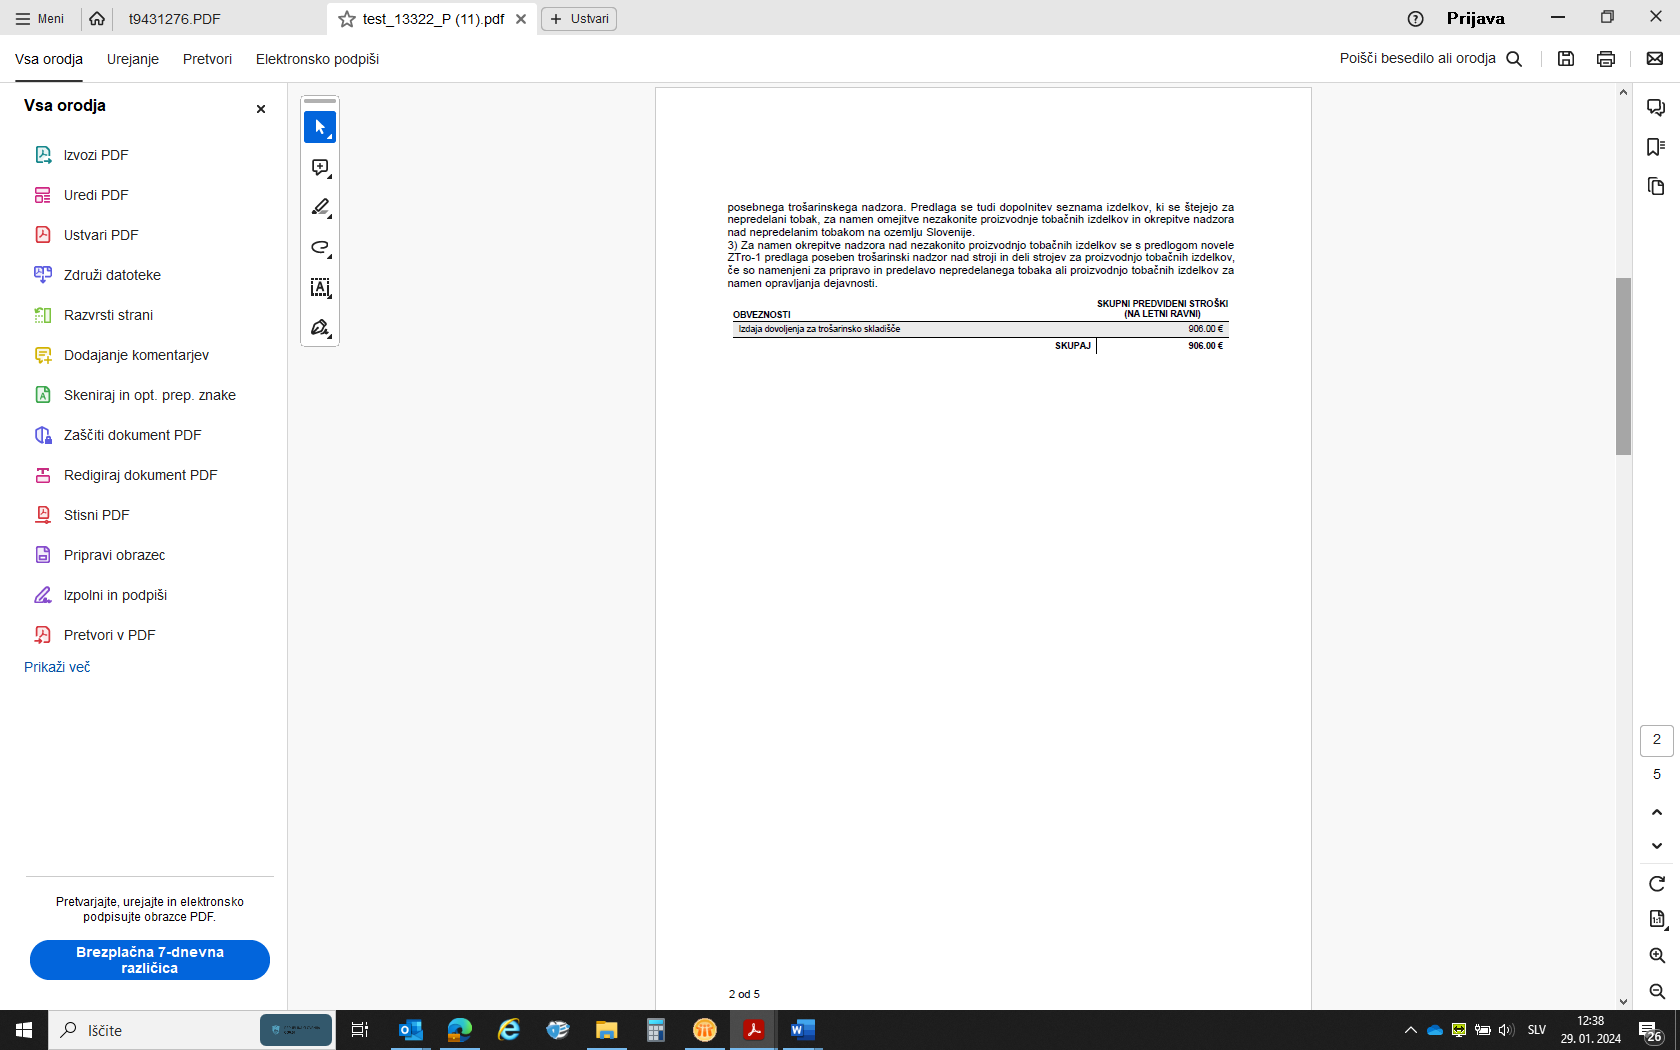 Meni
t9431276.PDF
test_13322_P (11).pdf
Ustvari
Prijava
Vsa orodja
Urejanje
Pretvori
Elektronsko podpiši
Poišči besedilo ali orodja
Vsa orodja
Izvozi PDF
Uredi PDF
Ustvari PDF
Združi datoteke
Razvrsti strani
Dodajanje komentarjev
Skeniraj in opt. prep. znake
Zaščiti dokument PDF
Redigiraj dokument PDF
Stisni PDF
Pripravi obrazec
Izpolni in podpiši
Pretvori v PDF
Prikaži več
Pretvarjajte, urejajte in elektronsko
podpisujte obrazce PDF.
Brezplačna 7-dnevna
različica
posebnega trošarinskega nadzora. Predlaga se tudi dopolnitev seznama izdelkov, ki se štejejo za
nepredelani tobak, za namen omejitve nezakonite proizvodnje tobačnih izdelkov in okrepitve nadzora
nad nepredelanim tobakom na ozemlju Slovenije.
3) Za namen okrepitve nadzora nad nezakonito proizvodnjo tobačnih izdelkov se s predlogom novele
ZTro-1 predlaga poseben trošarinski nadzor nad stroji in deli strojev za proizvodnjo tobačnih izdelkov,
če so namenjeni za pripravo in predelavo nepredelanega tobaka ali proizvodnjo tobačnih izdelkov za
namen opravljanja dejavnosti.
SKUPNI PREDVIDENI STROŠKI
(NA LETNI RAVNI)
OBVEZNOSTI
Izdaja dovoljenja za trošarinsko skladišče 906.00 €
SKUPAJ 906.00 €
2 od 5
2
5
Iščite
SLV
12:38
29. 01. 2024
26